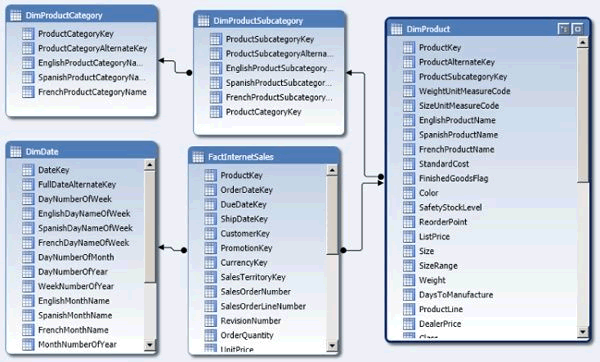 DimProductCategory
ProductCategoryKey
ProductCategoryAlternateKey
EnglishProductCategoryNa...
SpanishProductCategoryNa...
FrenchProductCategoryName
DimProductSubcategory
ProductSubcategoryKey
ProductSubcategoryAlterna...
EnglishProductSubcategory...
SpanishProductSubcategor...
FrenchProductSubcategory...
ProductCategoryKey
DimProduct
ProductKey
ProductAlternateKey
ProductSubcategoryKey
WeightUnitMeasureCode
SizeUnitMeasureCode
EnglishProductName
SpanishProductName
FrenchProductName
StandardCost
FinishedGoodsFlag
Color
SafetyStockLevel
ReorderPoint
ListPrice
Size
SizeRange
Weight
DaysToManufacture
ProductLine
DealerPrice
Class
DimDate
DateKey
FullDateAlternateKey
DayNumberOfWeek
EnglishDayNameOfWeek
SpanishDayNameOfWeek
FrenchDayNameOfWeek
DayNumberOfMonth
DayNumberOfYear
WeekNumberOfYear
EnglishMonthName
SpanishMonthName
FrenchMonthName
MonthNumberOfYear
FactInternetSales
ProductKey
OrderDateKey
DueDateKey
ShipDateKey
CustomerKey
PromotionKey
CurrencyKey
SalesTerritoryKey
SalesOrderNumber
SalesOrderLineNumber
RevisionNumber
OrderQuantity
UnitPrice